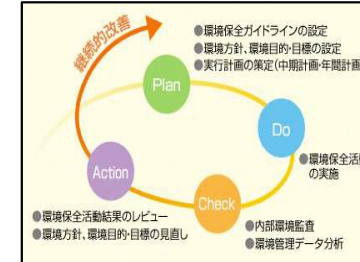 継続的改善
Plan
●環境保全ガイドラインの設定
●環境方針、環境目的・目標の設定
●実行計画の策定(中期計画・年間計画
Do
●環境保全活動
の実施
Check
●内部環境監査
●環境管理データ分析
Action
●環境保全活動結果のレビュー
●環境方針、環境目的・目標の見直し